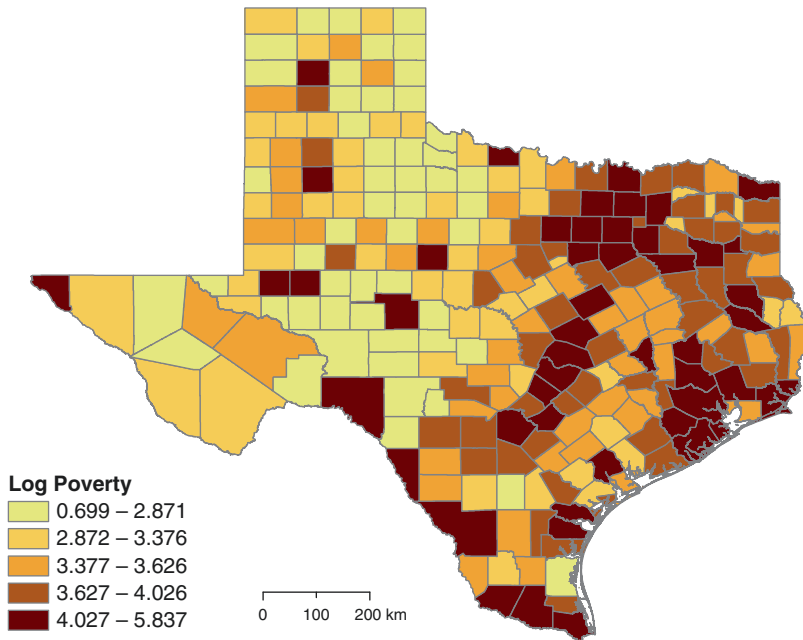 Log Poverty
0.699 – 2.871
2.872 – 3.376
3.377 – 3.626
3.627 – 4.026
4.027 – 5.837
0 100 200 km